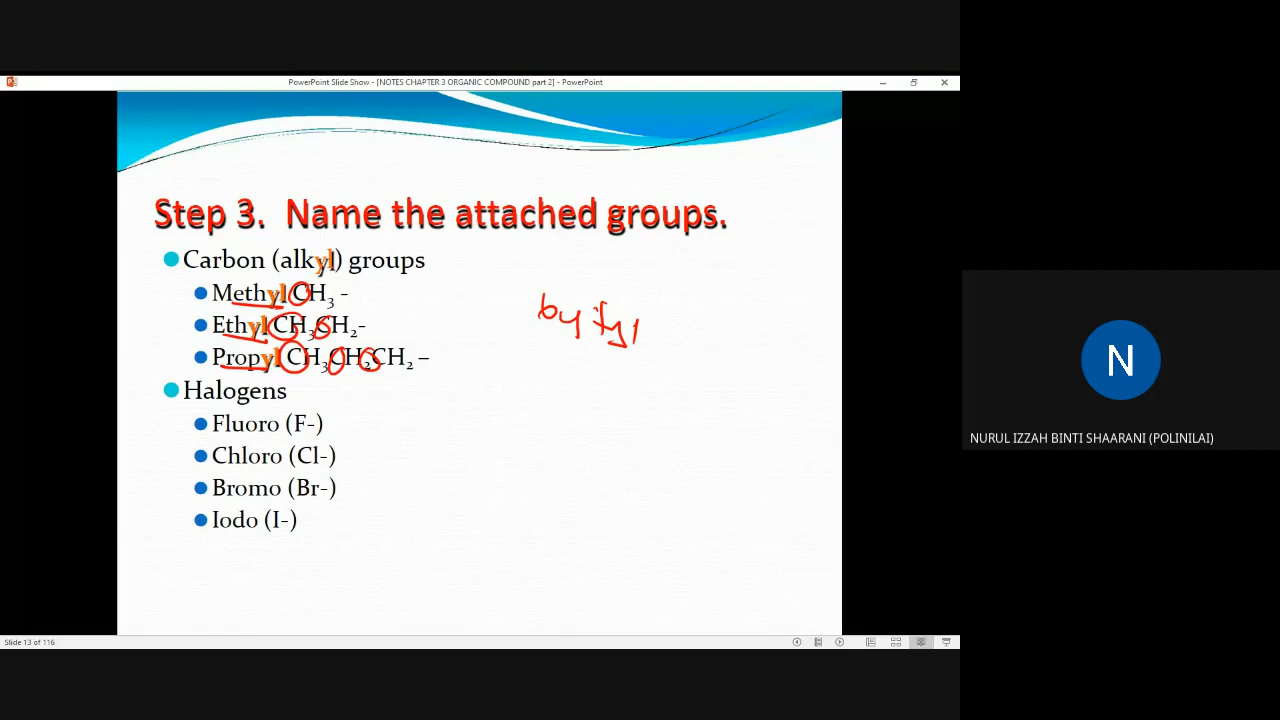 PowerPoint Slide Show - [NOTES CHAPTER 3 ORGANIC COMPOUND part 2] - PowerPoint
Step 3. Name the attached groups.
Carbon (alkyl) groups
Methyl CH₃ -
Ethyl CH₃CH₂-
Propyl CH₃CH₂CH₂ –
Halogens
Fluoro (F-)
Chloro (Cl-)
Bromo (Br-)
Iodo (I-)
N
NURUL IZZAH BINTI SHAARANI (POLINILAI)
Slide 13 of 116